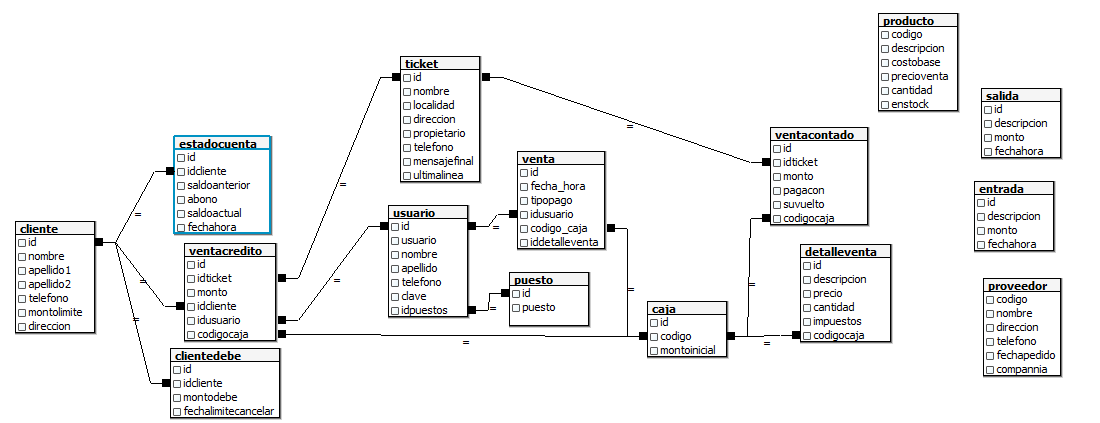 producto
codigo
descripcion
costobase
precioventa
cantidad
enstock
ticket
id
nombre
localidad
direccion
propietario
telefono
mensajefinal
ultimalinea
salida
id
descripcion
monto
fechahora
ventacontado
id
idticket
monto
pagacon
suvuelto
codigocaja
estadocuenta
id
idcliente
saldoanterior
abono
saldoactual
fechahora
venta
id
fecha_hora
tipopago
idusuario
codigo_caja
iddetalleventa
entrada
id
descripcion
monto
fechahora
usuario
id
usuario
nombre
apellido
telefono
clave
idpuestos
cliente
id
nombre
apellido1
apellido2
telefono
montolimite
direccion
ventacredito
id
idticket
monto
idcliente
idusuario
codigocaja
detalleventa
id
descripcion
precio
cantidad
impuestos
codigocaja
puesto
id
puesto
proveedor
codigo
nombre
direccion
telefono
fechapedido
compannia
caja
id
codigo
montoinicial
clientedebe
id
idcliente
montodebe
fechalimitecancelar
=
=
=
=
=
=
=
=
=
=
=
=